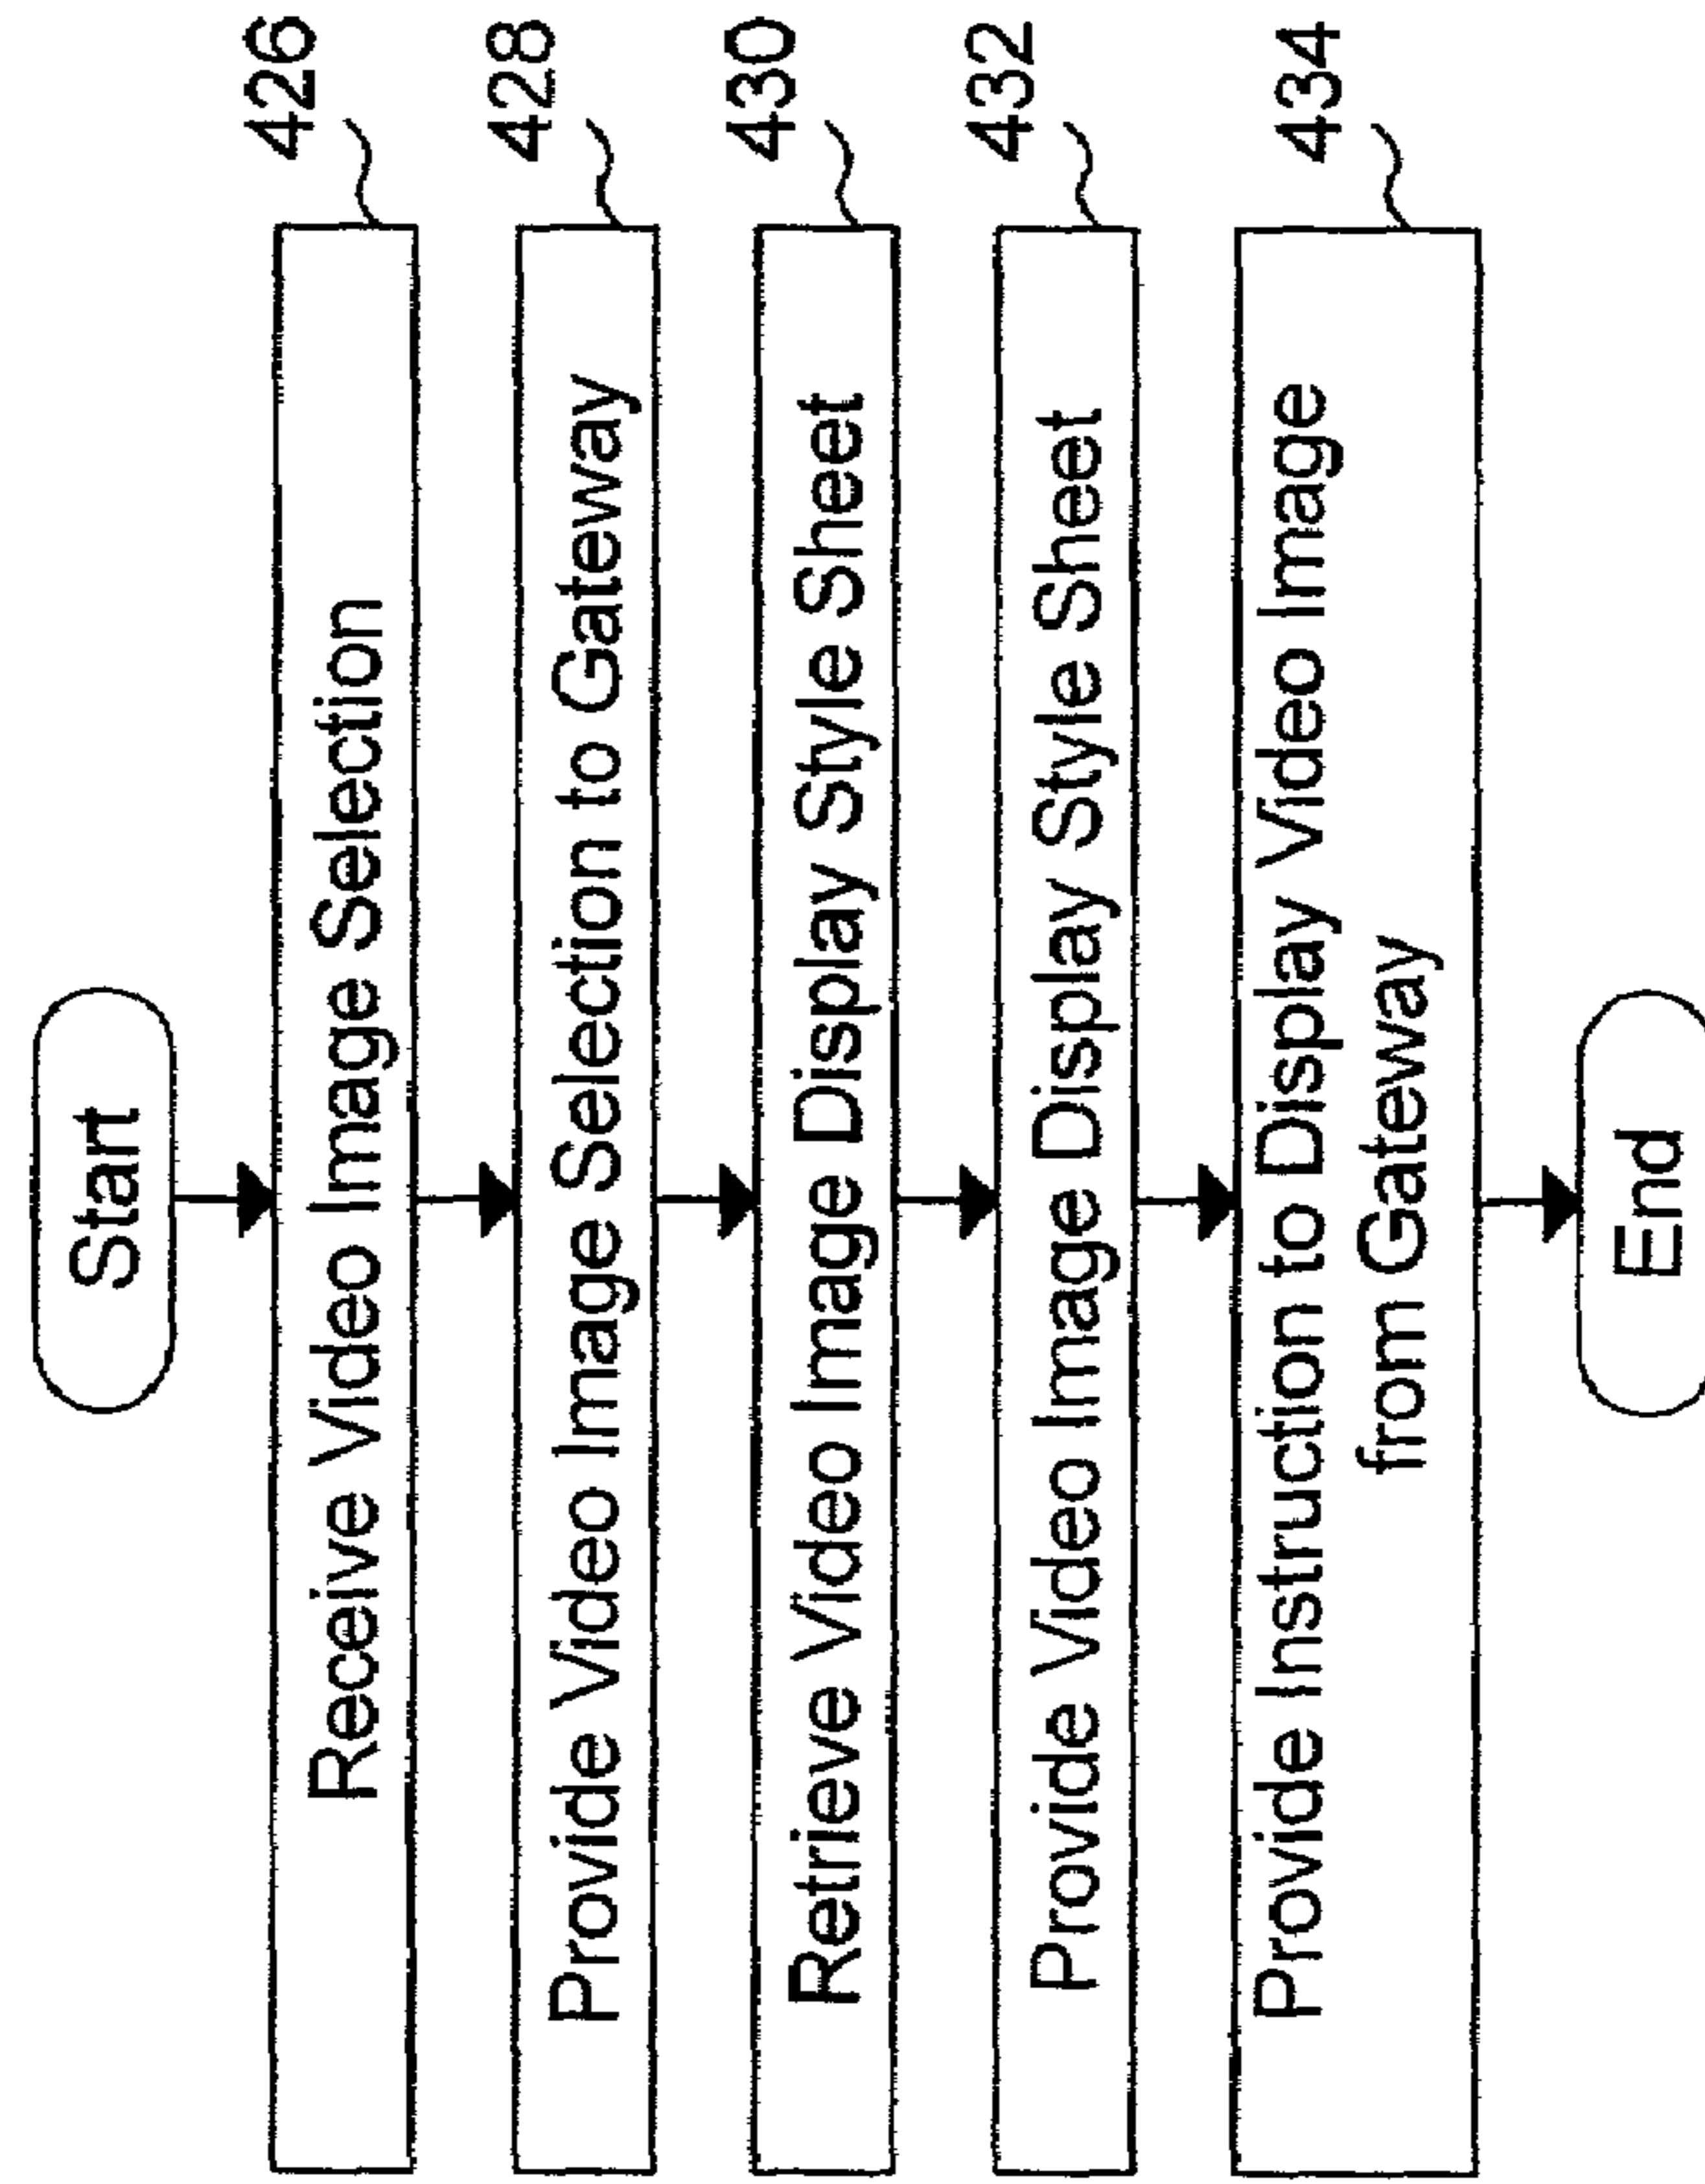 Start
Receive Video Image Selection
426
Provide Video Image Selection to Gateway
428
Retrieve Video Image Display Style Sheet
430
Provide Video Image Display Style Sheet
432
Provide Instruction to Display Video Image
from Gateway
434
End